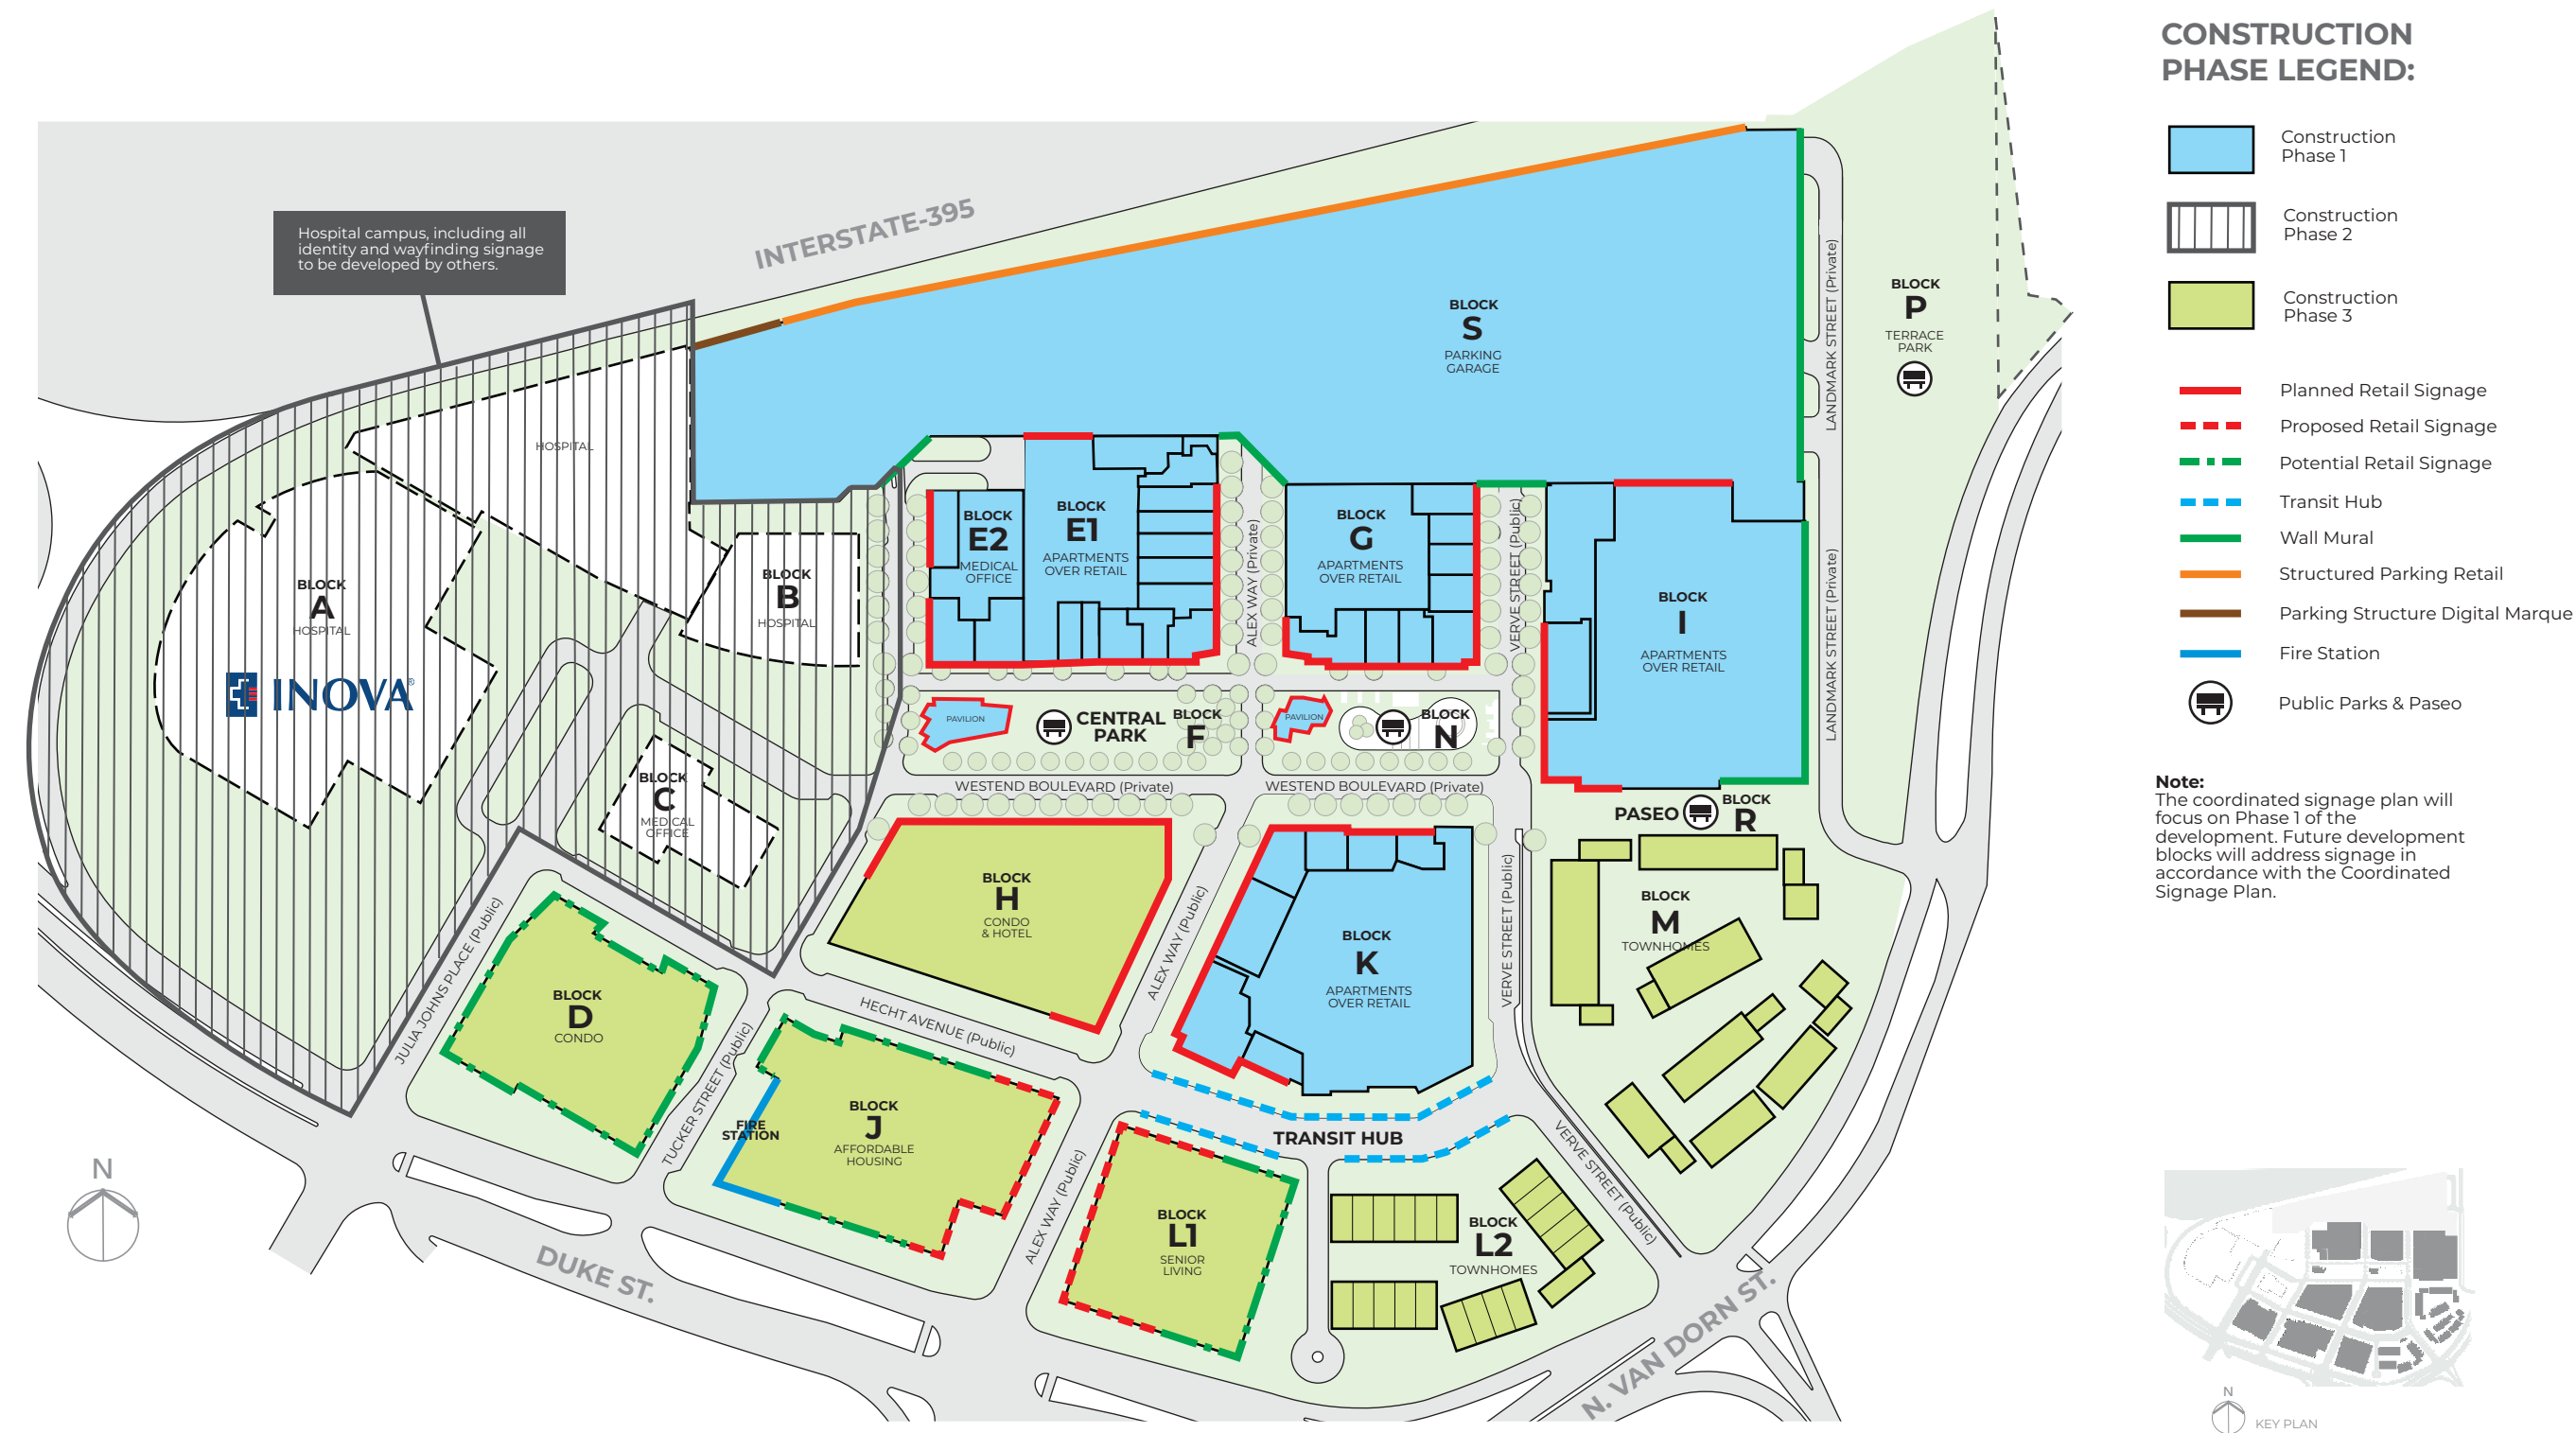 CONSTRUCTION
PHASE LEGEND:
Construction
Phase 1
Construction
Phase 2
Construction
Phase 3
Planned Retail Signage
Proposed Retail Signage
Potential Retail Signage
Transit Hub
Wall Mural
Structured Parking Retail
Parking Structure Digital Marque
Fire Station
Public Parks & Paseo
Note:
The coordinated signage plan will
focus on Phase 1 of the
development. Future development
blocks will address signage in
accordance with the Coordinated
Signage Plan.
Hospital campus, including all
identity and wayfinding signage
to be developed by others.
INTERSTATE-395
BLOCK
S
PARKING
GARAGE
BLOCK
P
TERRACE
PARK
LANDMARK STREET (Private)
LANDMARK STREET (Private)
HOSPITAL
BLOCK
A
HOSPITAL
INOVA®
BLOCK
B
HOSPITAL
BLOCK
C
MEDICAL
OFFICE
BLOCK
E2
MEDICAL
OFFICE
BLOCK
E1
APARTMENTS
OVER RETAIL
ALEX WAY (Private)
BLOCK
G
APARTMENTS
OVER RETAIL
VERVE STREET (Public)
BLOCK
I
APARTMENTS
OVER RETAIL
PAVILION
CENTRAL
PARK
BLOCK
F
PAVILION
BLOCK
N
WESTEND BOULEVARD (Private)
WESTEND BOULEVARD (Private)
PASEO
BLOCK
R
BLOCK
H
CONDO
& HOTEL
ALEX WAY (Public)
BLOCK
K
APARTMENTS
OVER RETAIL
VERVE STREET (Public)
BLOCK
M
TOWNHOMES
JULIA JOHNS PLACE (Public)
BLOCK
D
CONDO
TUCKER STREET (Public)
HECHT AVENUE (Public)
FIRE
STATION
BLOCK
J
AFFORDABLE
HOUSING
ALEX WAY (Public)
TRANSIT HUB
BLOCK
L1
SENIOR
LIVING
BLOCK
L2
TOWNHOMES
VERVE STREET (Public)
DUKE ST.
N. VAN DORN ST.
N
N
KEY PLAN